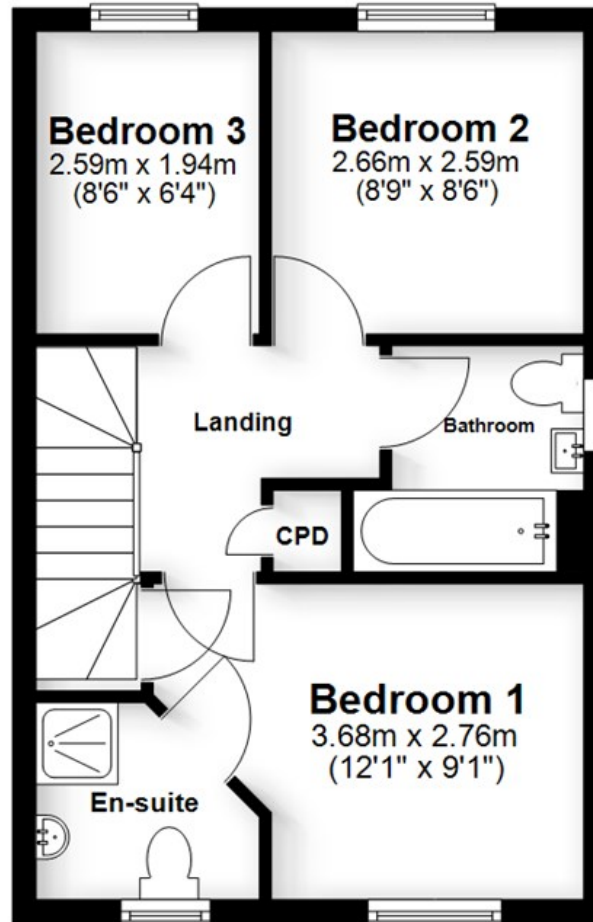 Bedroom 3
2.59m x 1.94m
(8'6" x 6'4")
Bedroom 2
2.66m x 2.59m
(8'9" x 8'6")
Landing
Bathroom
CPD
Bedroom 1
3.68m x 2.76m
(12'1" x 9'1")
En-suite